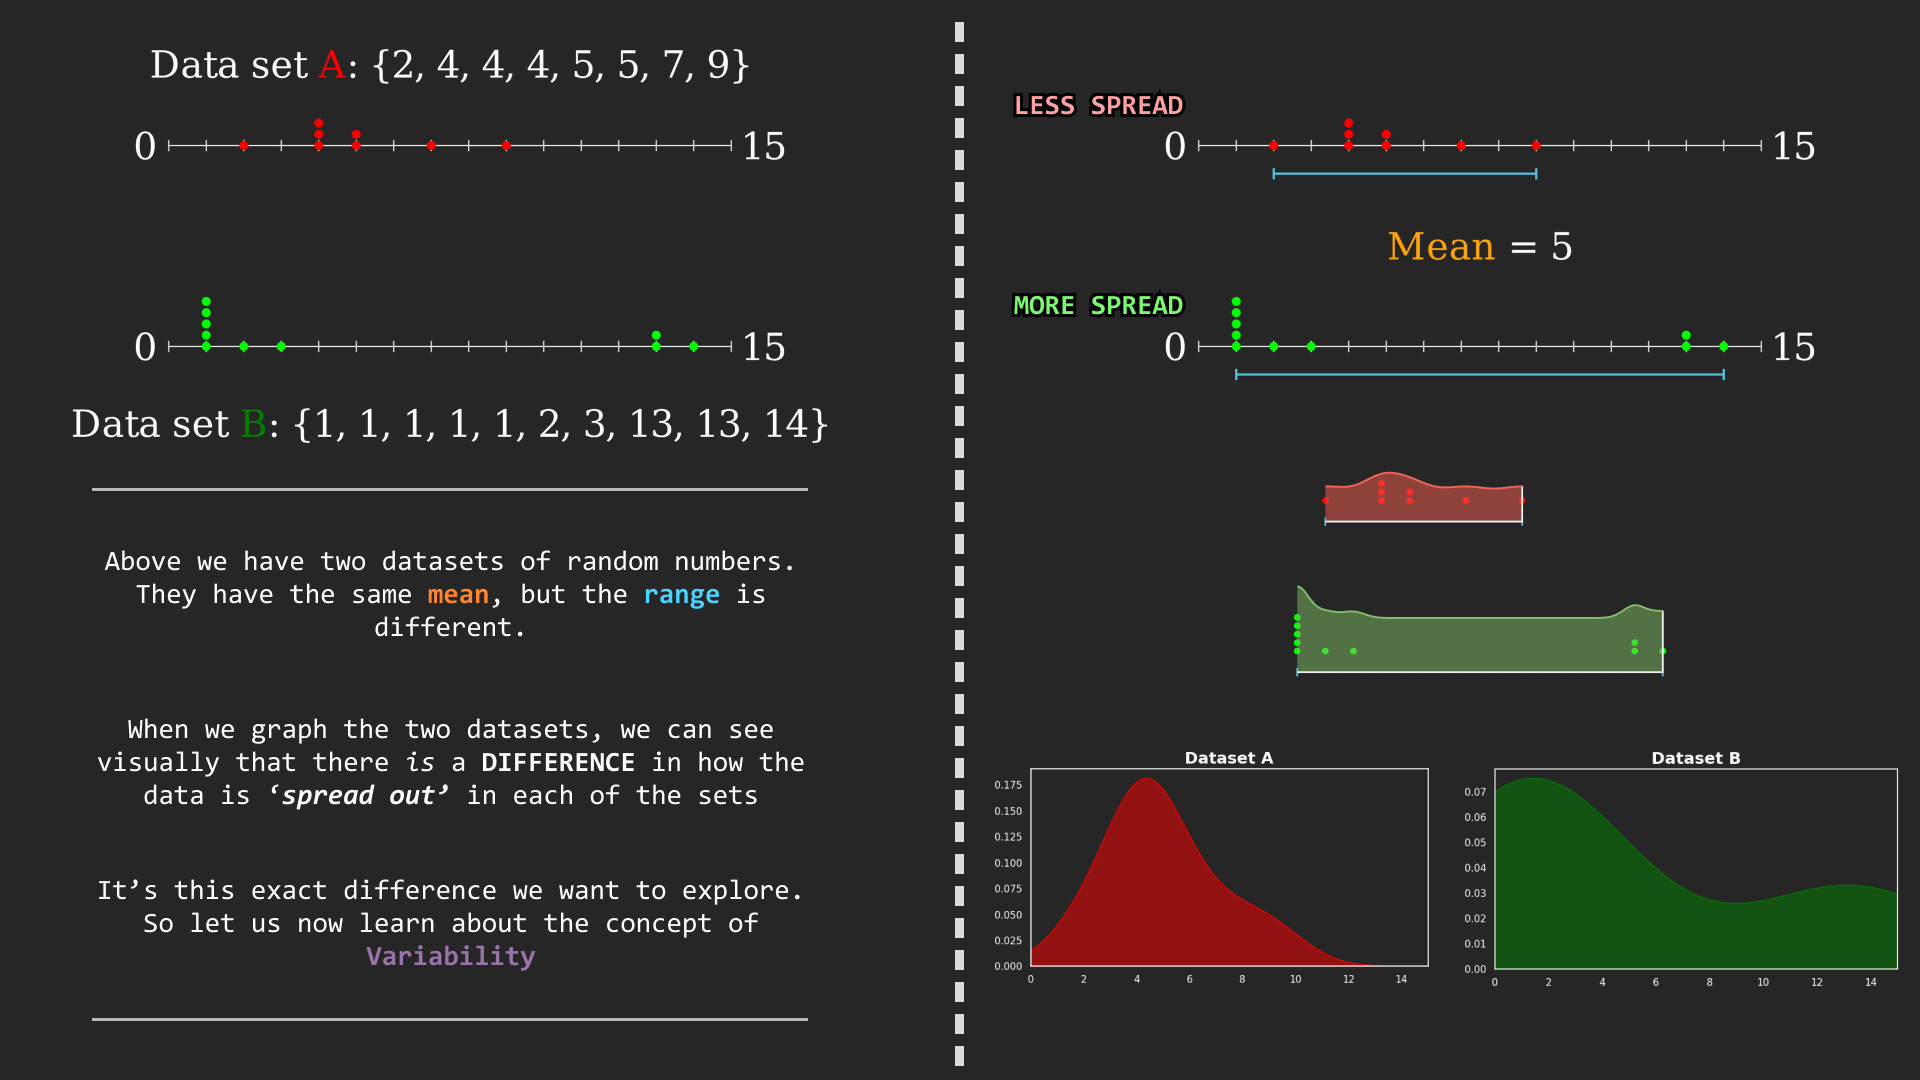 Data set A: {2, 4, 4, 4, 5, 5, 7, 9}
0 15
0 15
Data set B: {1, 1, 1, 1, 1, 2, 3, 13, 13, 14}
Above we have two datasets of random numbers.
They have the same mean, but the range is
different.
When we graph the two datasets, we can see
visually that there is a DIFFERENCE in how the
data is ‘spread out’ in each of the sets
It’s this exact difference we want to explore.
So let us now learn about the concept of
Variability
LESS SPREAD
0 15
Mean = 5
MORE SPREAD
0 15
Dataset A
0.175
0.150
0.125
0.100
0.075
0.050
0.025
0.000
0 2 4 6 8 10 12 14
Dataset B
0.07
0.06
0.05
0.04
0.03
0.02
0.01
0.00
0 2 4 6 8 10 12 14